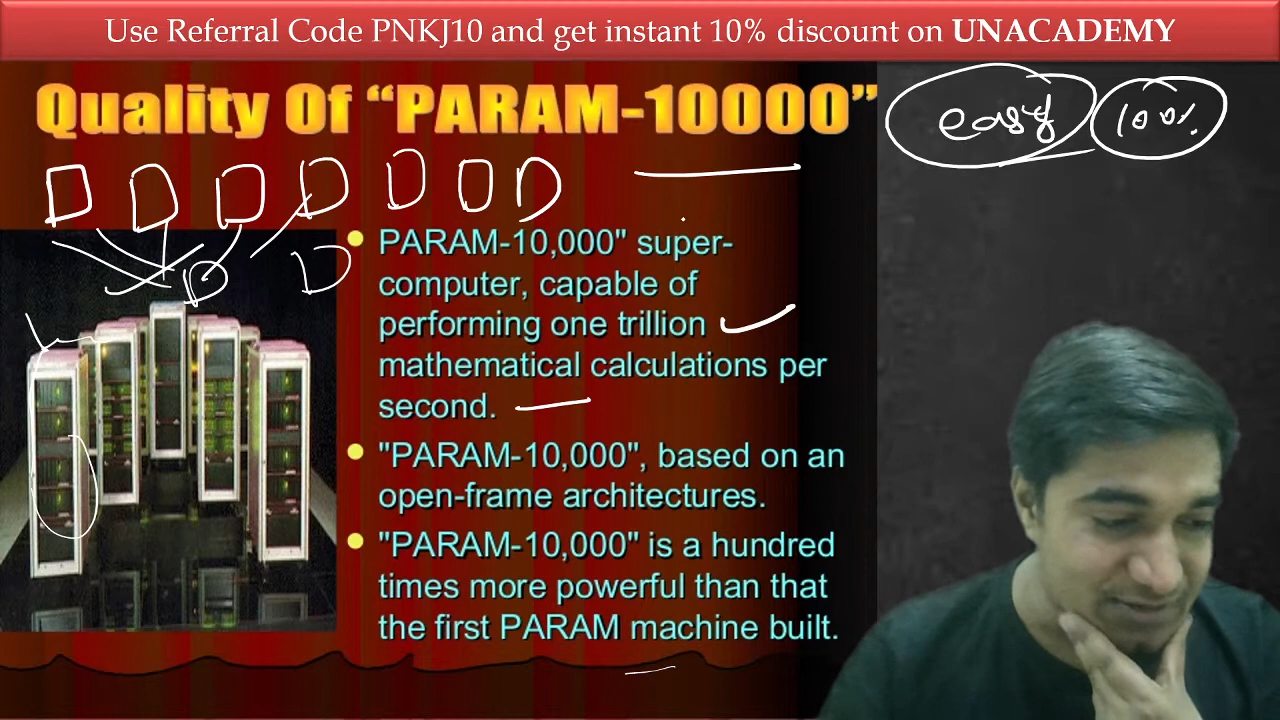 Use Referral Code PNKJ10 and get instant 10% discount on UNACADEMY
Quality Of “PARAM-10000”
easy 100%
PARAM-10,000" super-
computer, capable of
performing one trillion
mathematical calculations per
second.
"PARAM-10,000", based on an
open-frame architectures.
"PARAM-10,000" is a hundred
times more powerful than that
the first PARAM machine built.